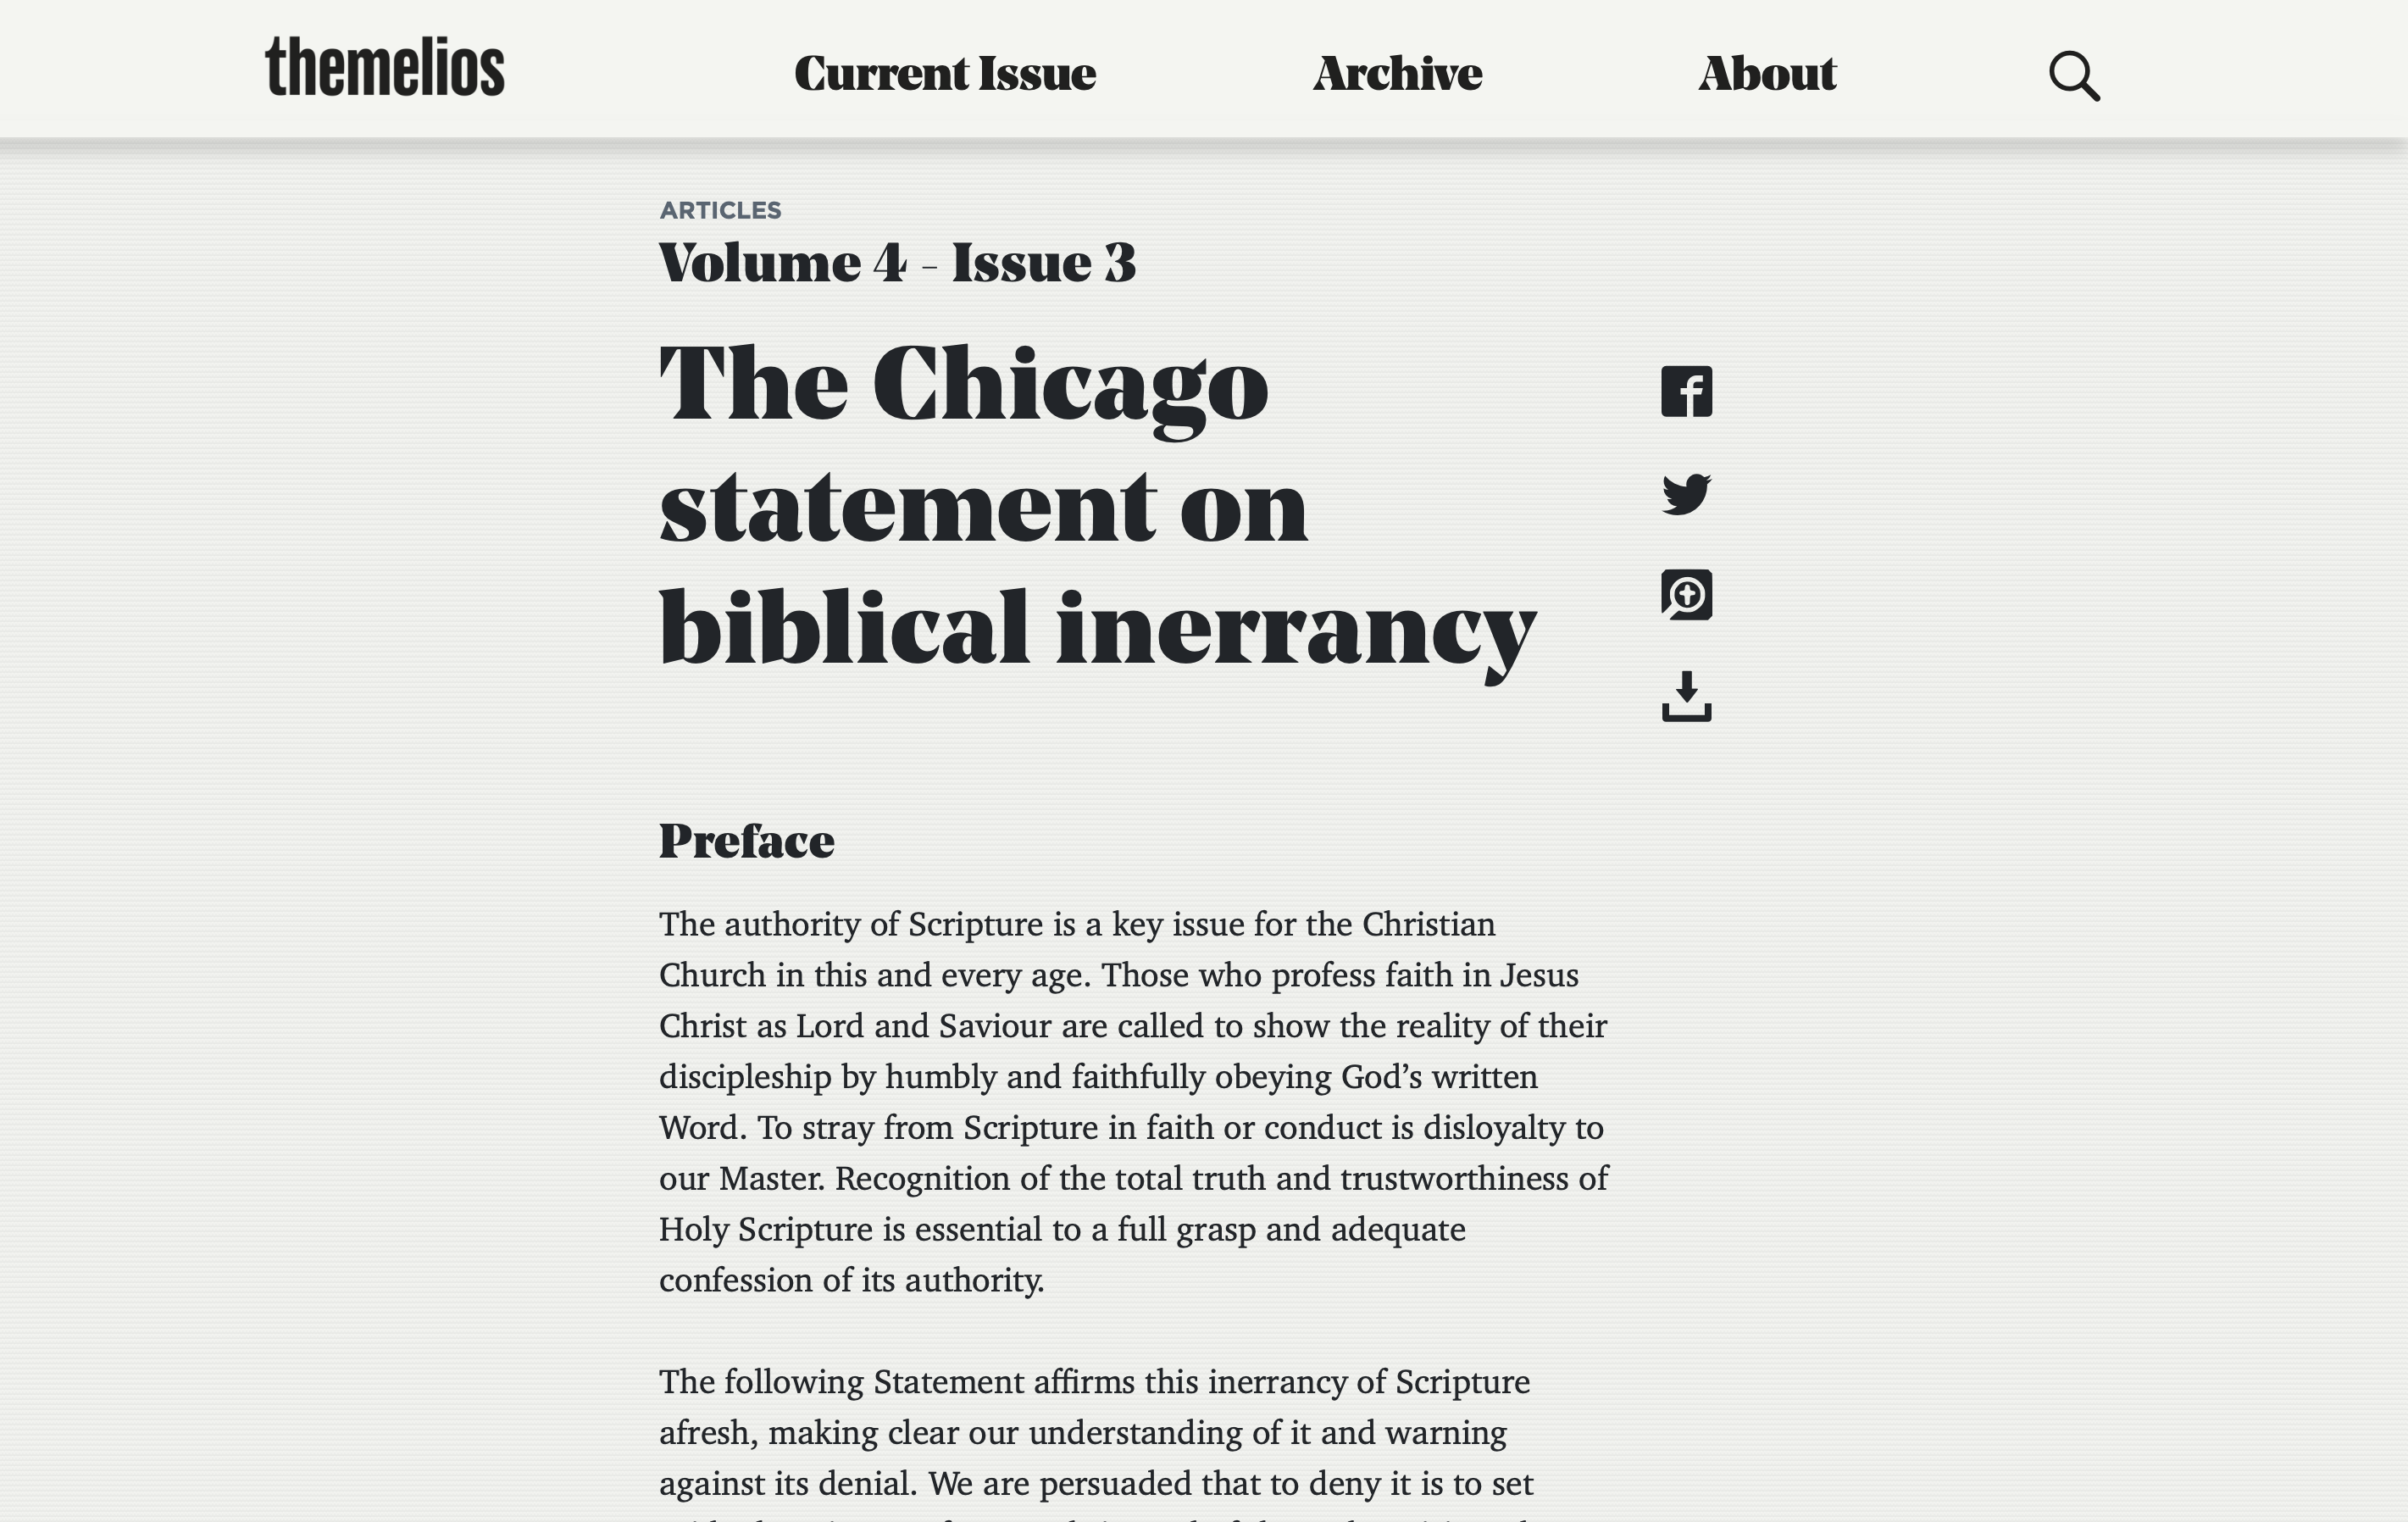 themelios
Current Issue
Archive
About
ARTICLES
Volume 4 - Issue 3
The Chicago
statement on
biblical inerrancy
Preface
The authority of Scripture is a key issue for the Christian
Church in this and every age. Those who profess faith in Jesus
Christ as Lord and Saviour are called to show the reality of their
discipleship by humbly and faithfully obeying God’s written
Word. To stray from Scripture in faith or conduct is disloyalty to
our Master. Recognition of the total truth and trustworthiness of
Holy Scripture is essential to a full grasp and adequate
confession of its authority.
The following Statement affirms this inerrancy of Scripture
afresh, making clear our understanding of it and warning
against its denial. We are persuaded that to deny it is to set